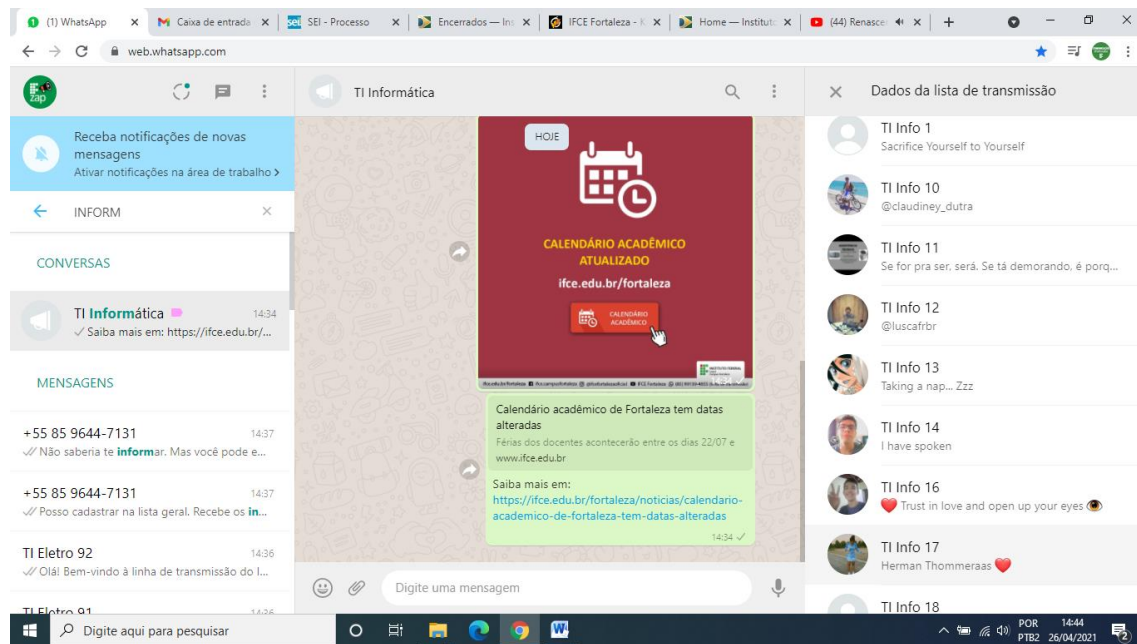 (1) WhatsApp
Caixa de entrada
SEI - Processo
Encerrados — Ins
IFCE Fortaleza - K
Home — Institut
(44) Renascer
web.whatsapp.com
zap
TI Informática
Dados da lista de transmissão
Receba notificações de novas
mensagens
Ativar notificações na área de trabalho >
INFORM
CONVERSAS
TI Informática
14:34
Saiba mais em: https://ifce.edu.br/...
MENSAGENS
+55 85 9644-7131
14:37
Não saberia te informar. Mas você pode e...
+55 85 9644-7131
14:37
Posso cadastrar na lista geral. Recebe os in...
TI Eletro 92
14:36
Olá! Bem-vindo à linha de transmissão do I...
TI Eletro 91
14:36
HOJE
CALENDÁRIO ACADÊMICO
ATUALIZADO
ifce.edu.br/fortaleza
CALENDÁRIO
ACADÊMICO
INSTITUTO FEDERAL
Calendário acadêmico de Fortaleza tem datas
alteradas
Férias dos docentes acontecerão entre os dias 22/07 e
www.ifce.edu.br
Saiba mais em:
https://ifce.edu.br/fortaleza/noticias/calendario-
academico-de-fortaleza-tem-datas-alteradas
14:34
Digite uma mensagem
TI Info 1
Sacrifice Yourself to Yourself
TI Info 10
@claudiney_dutra
TI Info 11
Se for pra ser, será. Se tá demorando, é porq...
TI Info 12
@luscafrbr
TI Info 13
Taking a nap... Zzz
TI Info 14
I have spoken
TI Info 16
❤️ Trust in love and open up your eyes 👁️
TI Info 17
Herman Thommeraas ❤️
TI Info 18
Digite aqui para pesquisar
POR
PTB2
14:44
26/04/2021